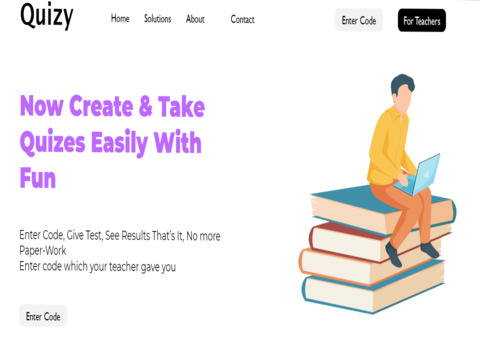 Quizy
Home Solutions About Contact
Enter Code
For Teachers
Now Create & Take
Quizes Easily With
Fun
Enter Code, Give Test, See Results That's It, No more
Paper-Work
Enter code which your teacher gave you
Enter Code